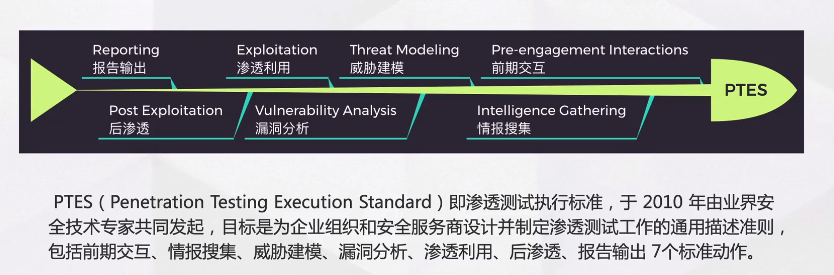 Reporting
报告输出
Exploitation
渗透利用
Threat Modeling
威胁建模
Pre-engagement Interactions
前期交互
PTES
Post Exploitation
后渗透
Vulnerability Analysis
漏洞分析
Intelligence Gathering
情报搜集
PTES（Penetration Testing Execution Standard）即渗透测试执行标准，于 2010 年由业界安
全技术专家共同发起，目标是为企业组织和安全服务商设计并制定渗透测试工作的通用描述准则，
包括前期交互、情报搜集、威胁建模、漏洞分析、渗透利用、后渗透、报告输出 7个标准动作。